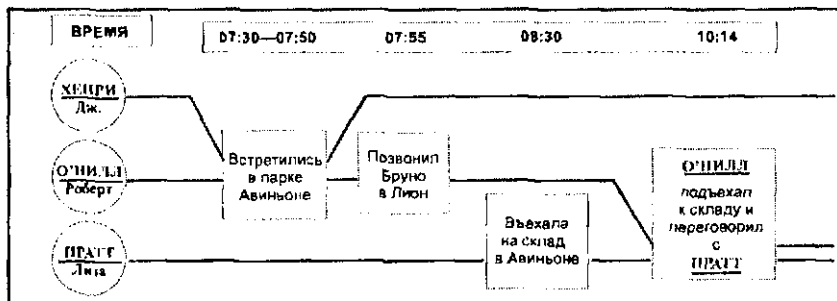 ВРЕМЯ
07:30—07:50 07:55 08:30 10:14
ХЕНРИ
Дж.
О'НИЛЛ
Роберт
ПРАТТ
Лиза
Встретились
в парке
Авиньоне
Позвонил
Бруно
в Лион
Въехала
на склад
в Авиньоне
О'НИЛЛ
подъехал
к складу и
переговорил
с
ПРАТТ